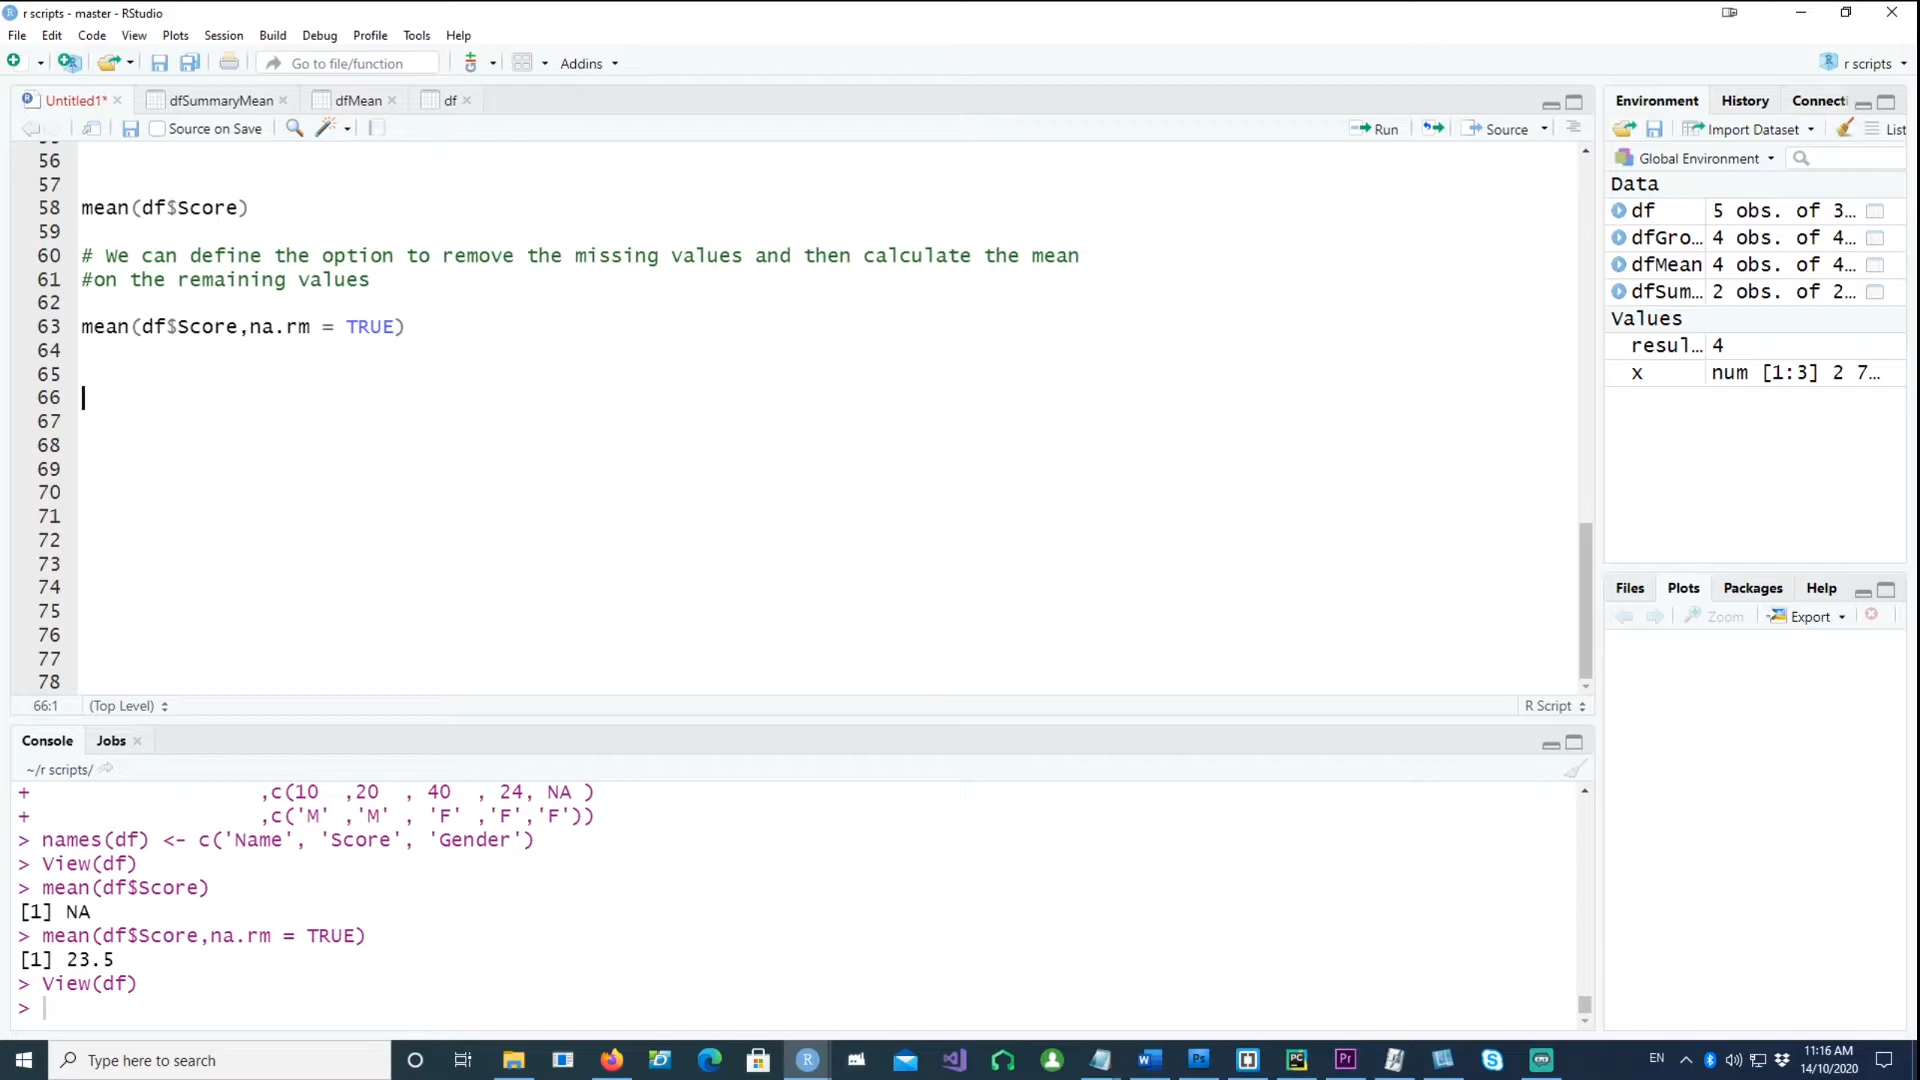 r scripts - master - RStudio
File Edit Code View Plots Session Build Debug Profile Tools Help
Go to file/function Addins r scripts
Untitled1* dfSummaryMean dfMean df
Source on Save Run Source
56
57
58 mean(df$Score)
59
60 # We can define the option to remove the missing values and then calculate the mean
61 #on the remaining values
62
63 mean(df$Score,na.rm = TRUE)
64
65
66
67
68
69
70
71
72
73
74
75
76
77
78
66:1 (Top Level) R Script
Console Jobs
~/r scripts/
+ ,c(10 ,20 , 40 , 24, NA )
+ ,c('M' ,'M' , 'F' ,'F','F'))
> names(df) <- c('Name', 'Score', 'Gender')
> View(df)
> mean(df$Score)
[1] NA
> mean(df$Score,na.rm = TRUE)
[1] 23.5
> View(df)
>
Environment History Connecti
Import Dataset List
Global Environment
Data
df 5 obs. of 3…
dfGro… 4 obs. of 4…
dfMean 4 obs. of 4…
dfSum… 2 obs. of 2…
Values
resul… 4
x num [1:3] 2 7…
Files Plots Packages Help
Zoom Export
Type here to search
EN
11:16 AM
14/10/2020